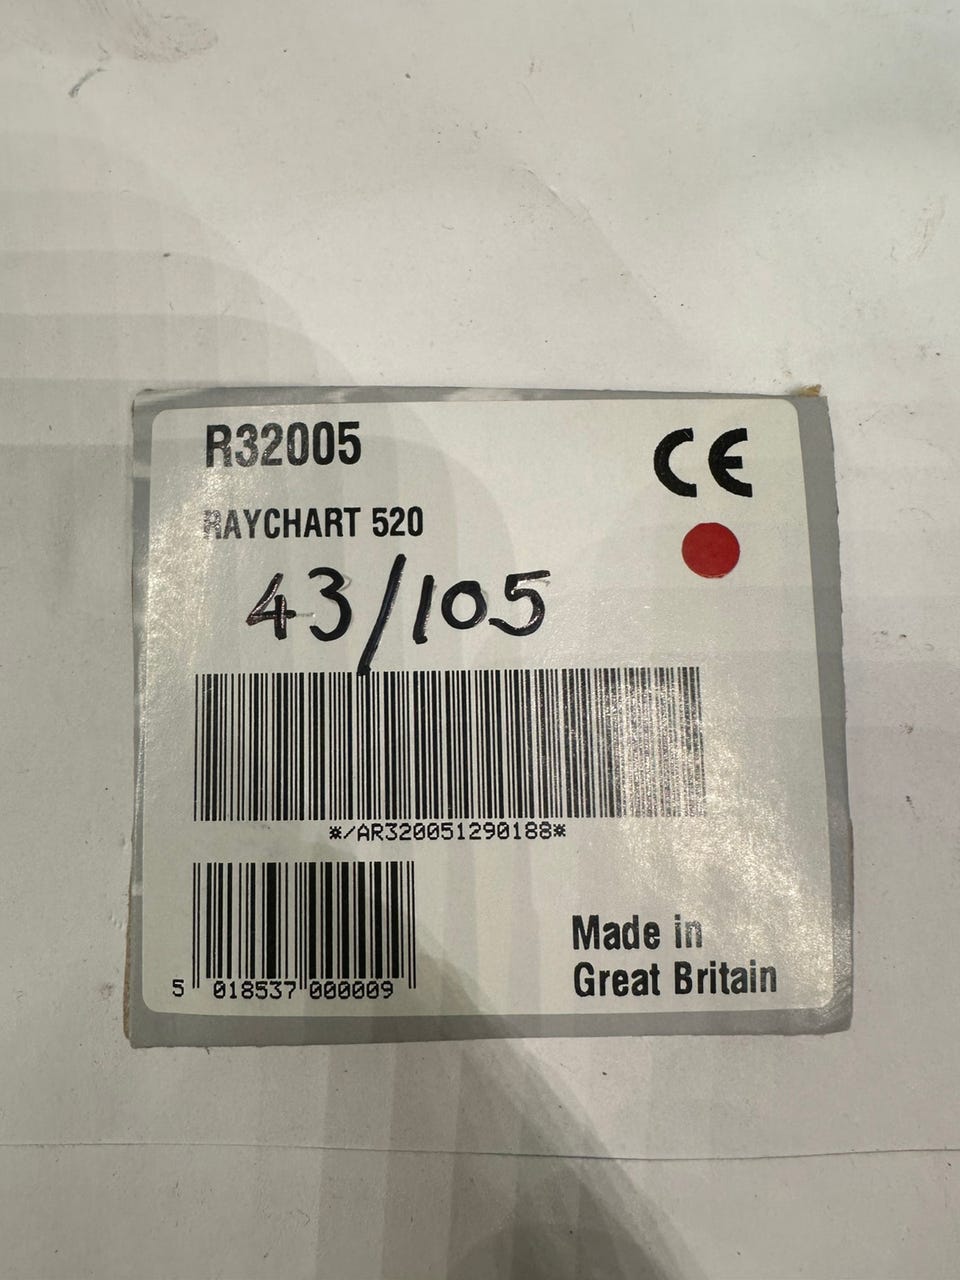 R32005
CE
RAYCHART 520
43/105
*/AR320051290188*
5 018537 000009
Made in
Great Britain